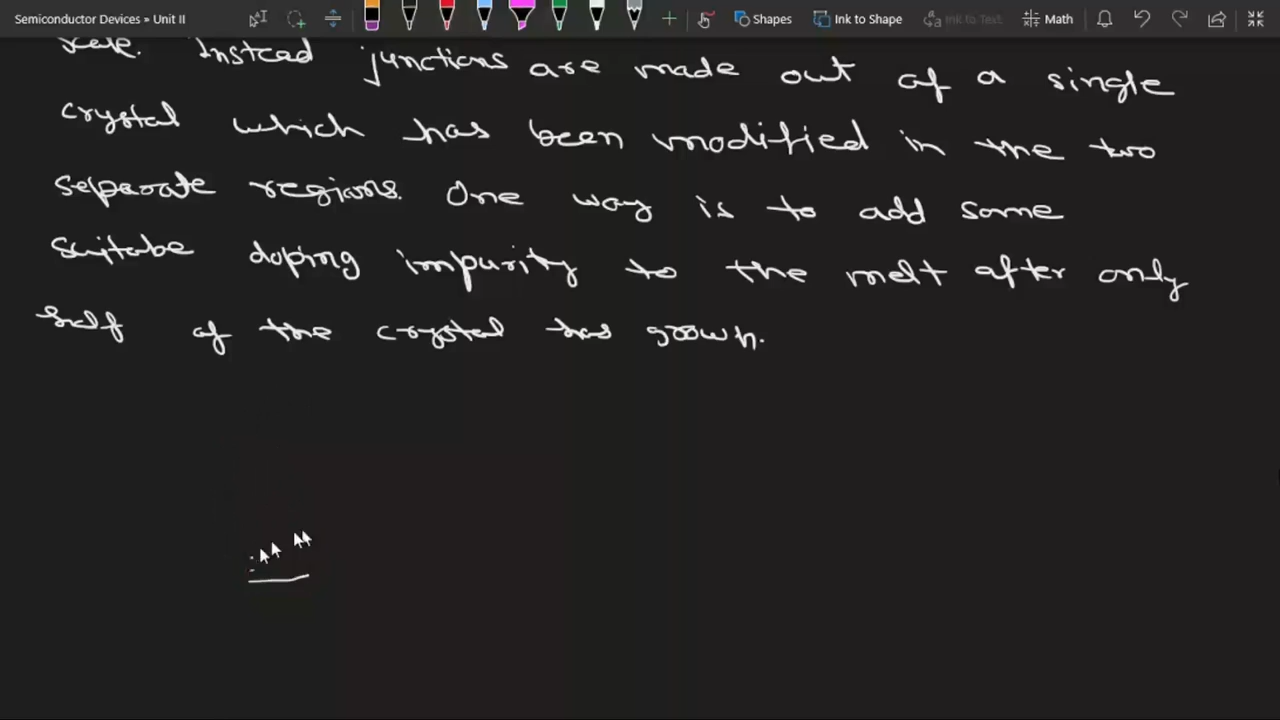 Semiconductor Devices » Unit II
Shapes
Ink to Shape
Ink to Text
Math
Instead junctions are made out of a single
crystal which has been modified in the two
separate regions. One way is to add some
suitabe doping impurity to the melt after only
half of the crystal has grown.